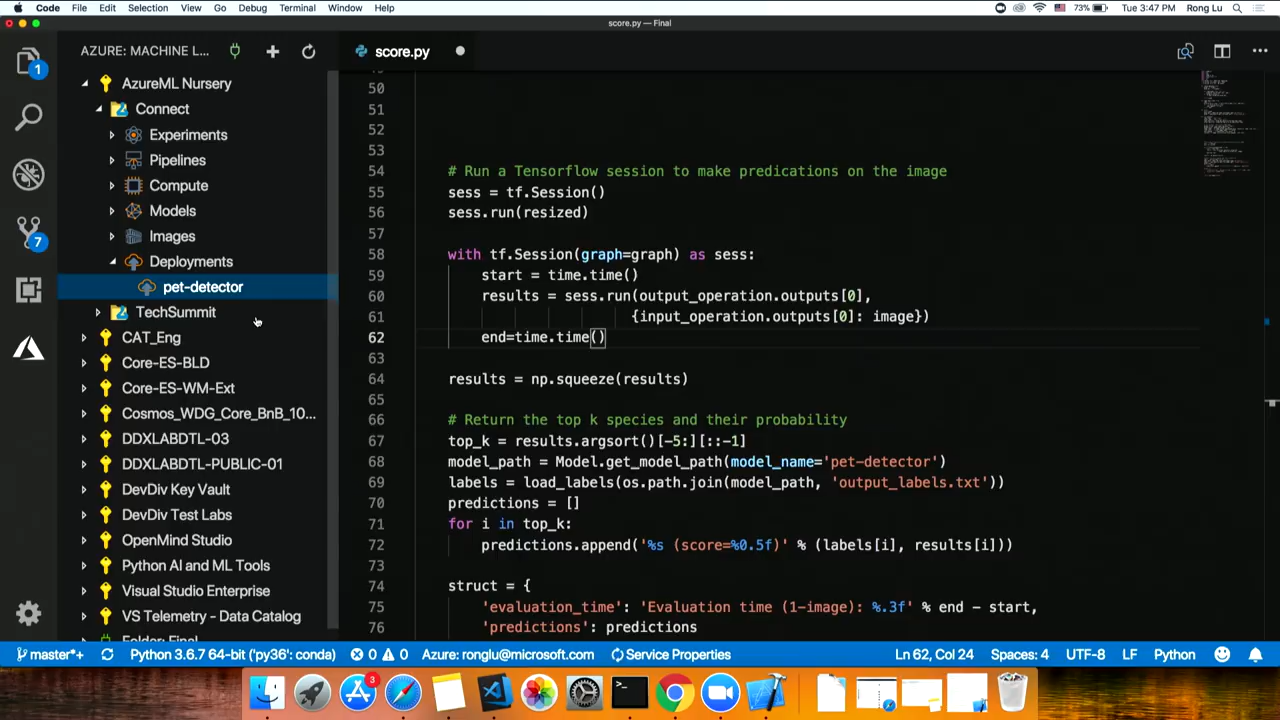 Code File Edit Selection View Go Debug Terminal Window Help 73% Tue 3:47 PM Rong Lu
score.py — Final
AZURE: MACHINE L...
score.py
1
7
AzureML Nursery
Connect
Experiments
Pipelines
Compute
Models
Images
Deployments
pet-detector
TechSummit
CAT_Eng
Core-ES-BLD
Core-ES-WM-Ext
Cosmos_WDG_Core_BnB_10...
DDXLABDTL-03
DDXLABDTL-PUBLIC-01
DevDiv Key Vault
DevDiv Test Labs
OpenMind Studio
Python AI and ML Tools
Visual Studio Enterprise
VS Telemetry - Data Catalog
Folder: Final
50
51
52
53
54 # Run a Tensorflow session to make predications on the image
55 sess = tf.Session()
56 sess.run(resized)
57
58 with tf.Session(graph=graph) as sess:
59 start = time.time()
60 results = sess.run(output_operation.outputs[0],
61 {input_operation.outputs[0]: image})
62 end=time.time()
63
64 results = np.squeeze(results)
65
66 # Return the top k species and their probability
67 top_k = results.argsort()[-5:][::-1]
68 model_path = Model.get_model_path(model_name='pet-detector')
69 labels = load_labels(os.path.join(model_path, 'output_labels.txt'))
70 predictions = []
71 for i in top_k:
72 predictions.append('%s (score=%0.5f)' % (labels[i], results[i]))
73
74 struct = {
75 'evaluation_time': 'Evaluation time (1-image): %.3f' % end - start,
76 'predictions': predictions
master*+ Python 3.6.7 64-bit ('py36': conda) 0 0 Azure: ronglu@microsoft.com Service Properties Ln 62, Col 24 Spaces: 4 UTF-8 LF Python
3